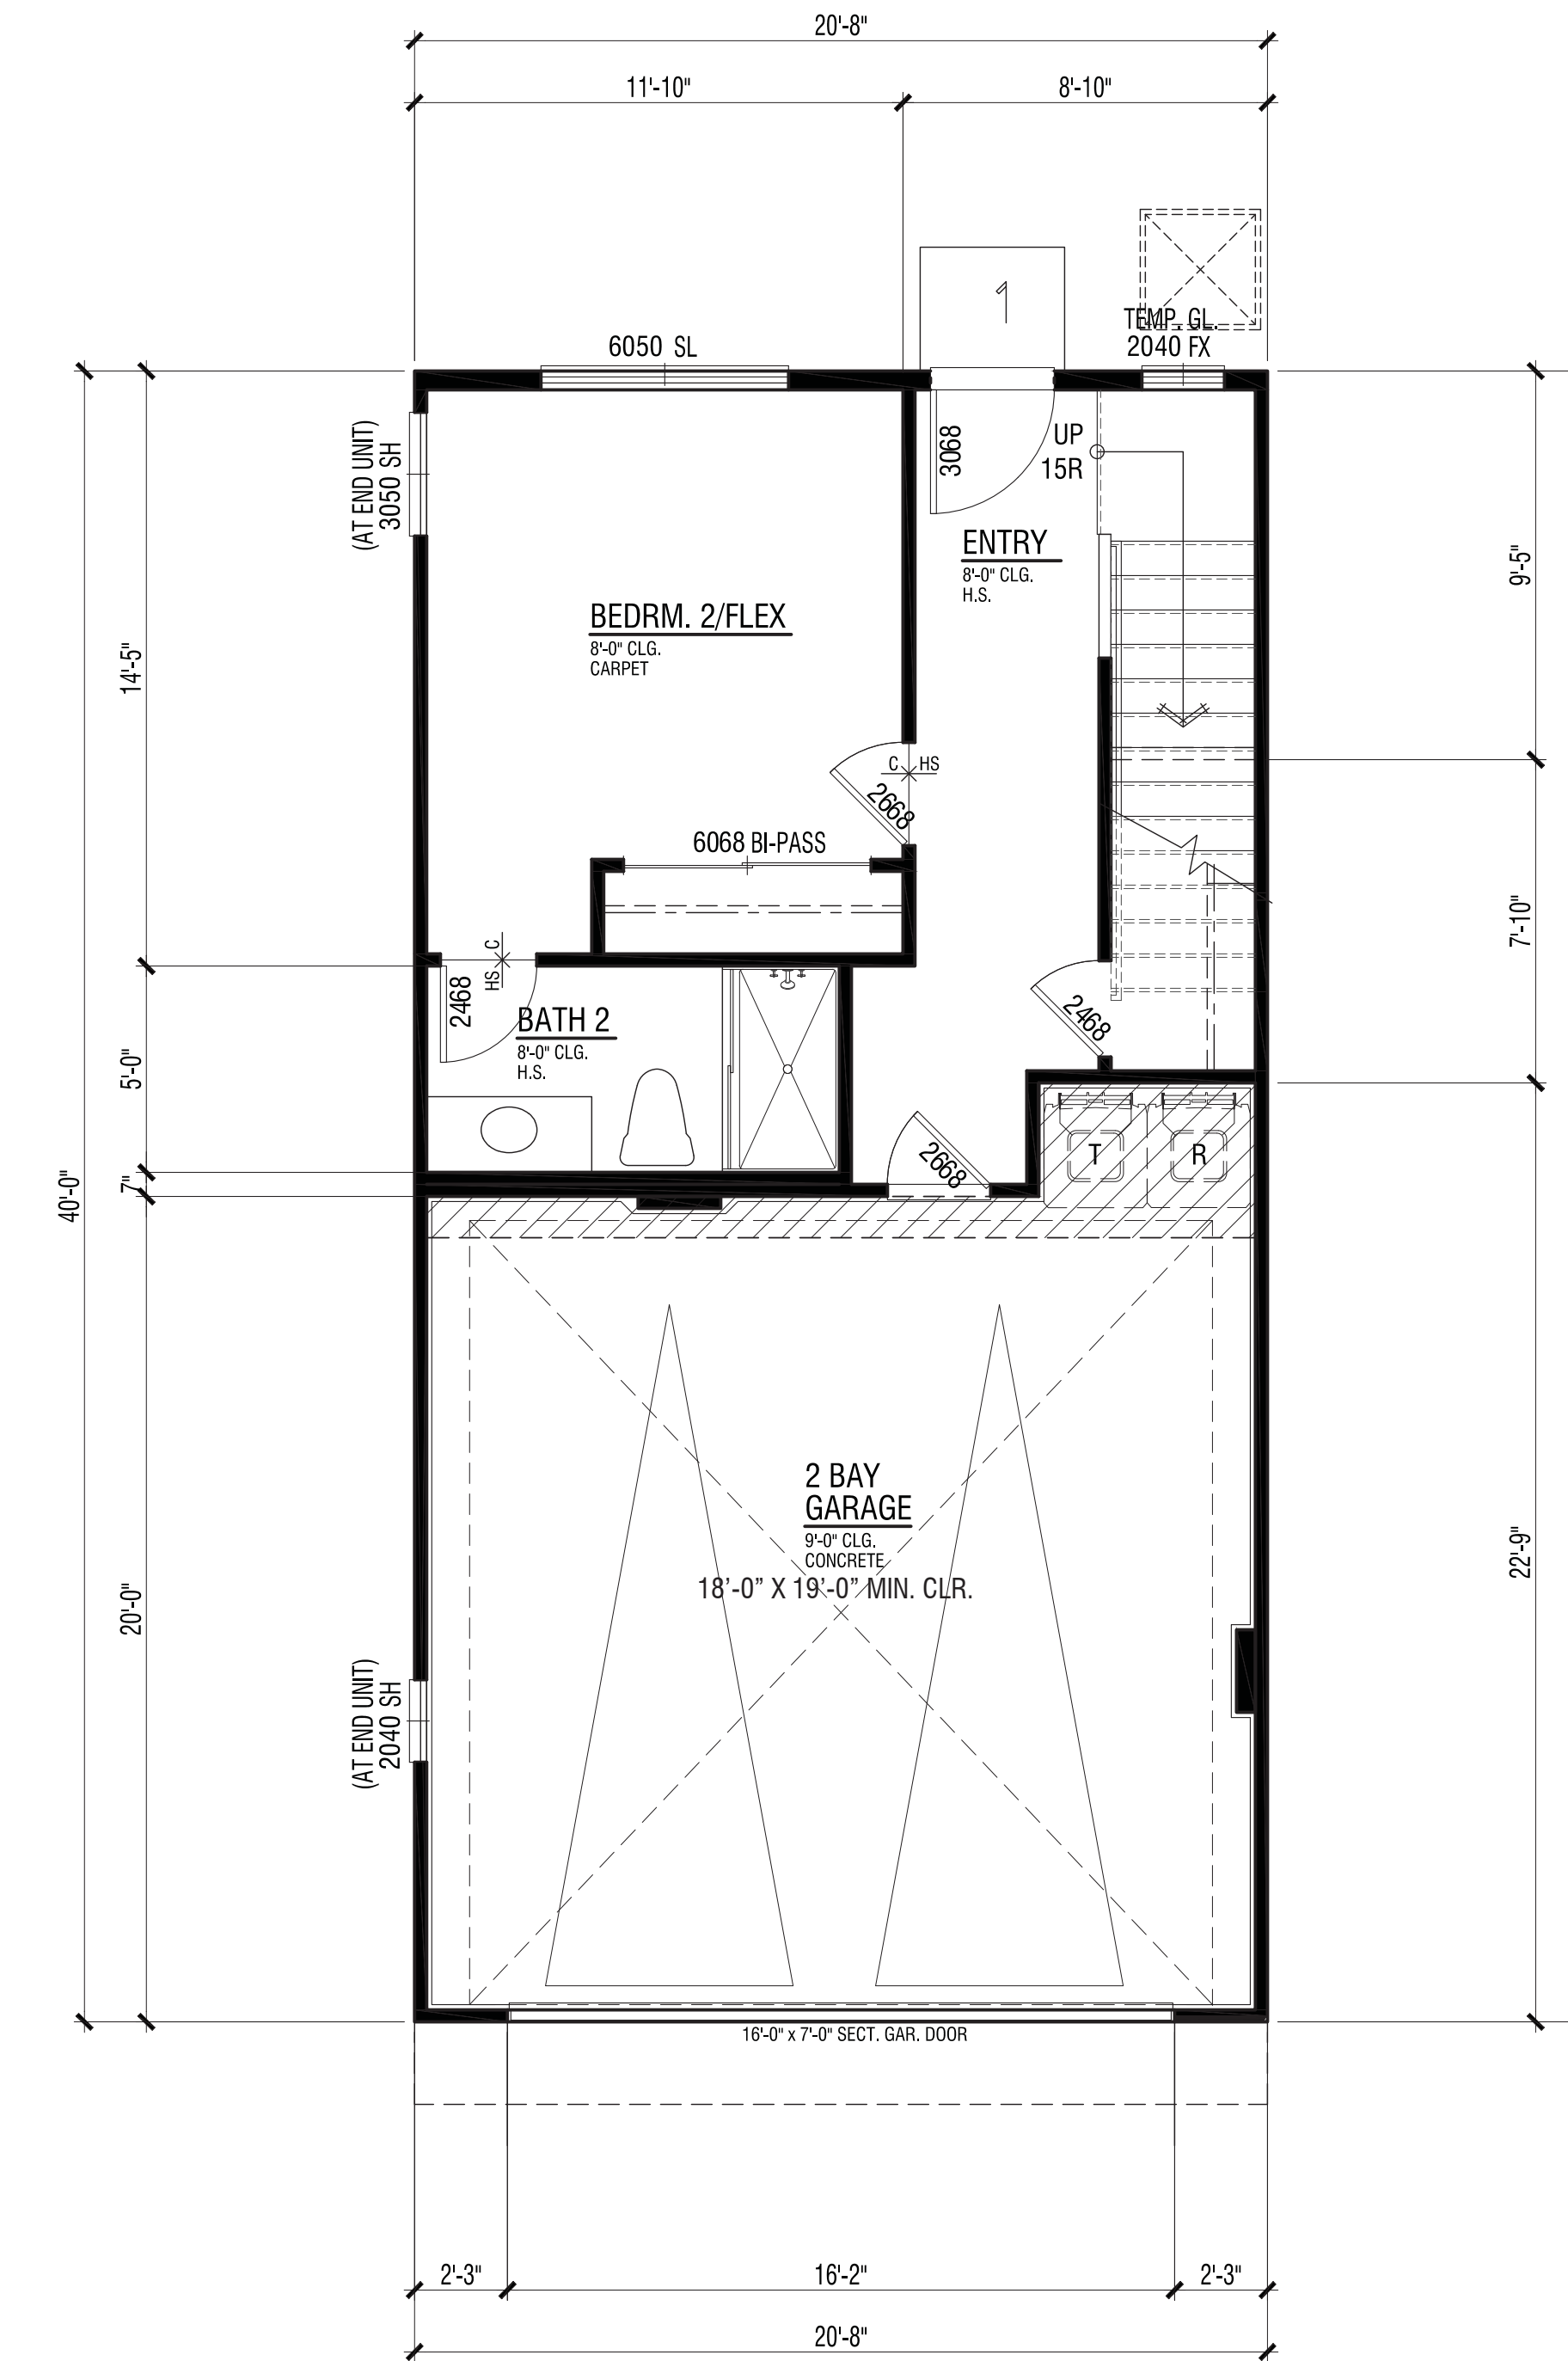 20'-8"
11'-10"
8'-10"
1
TEMP. GL.
2040 FX
6050 SL
(AT END UNIT)
3050 SH
3068
UP
15R
ENTRY
8'-0" CLG.
H.S.
9'-5"
BEDRM. 2/FLEX
8'-0" CLG.
CARPET
14'-5"
C HS
2668
6068 BI-PASS
7'-10"
HS C
2468
BATH 2
8'-0" CLG.
H.S.
2468
5'-0"
7"
40'-0"
2668
T
R
2 BAY
GARAGE
9'-0" CLG.
CONCRETE
18'-0” X 19'-0” MIN. CLR.
22'-9"
20'-0"
(AT END UNIT)
2040 SH
16'-0" x 7'-0" SECT. GAR. DOOR
2'-3"
16'-2"
2'-3"
20'-8"